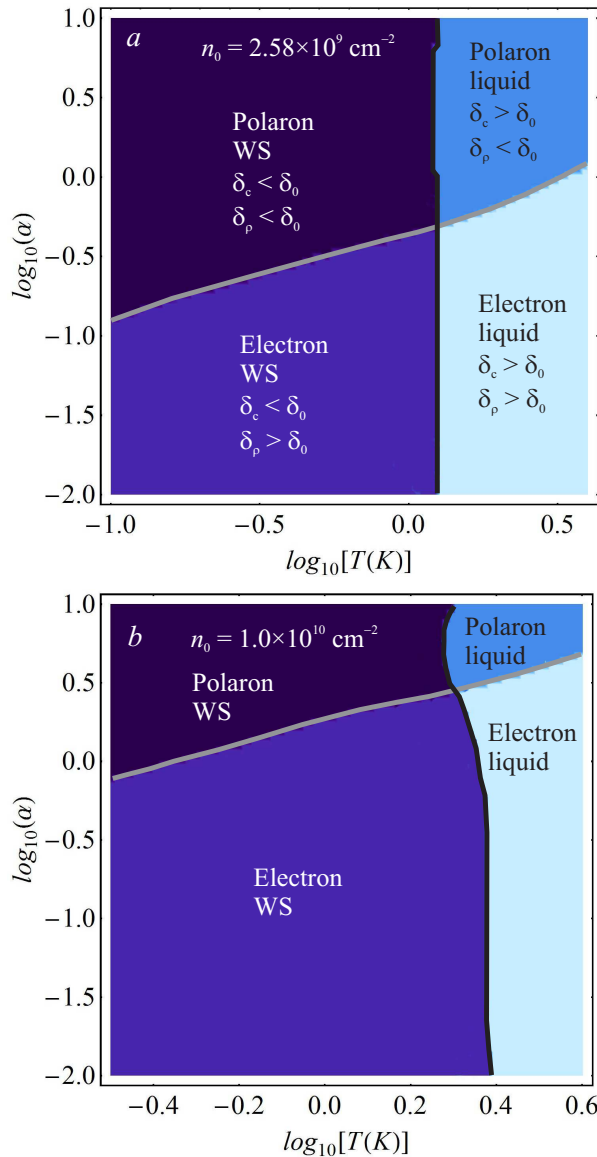 a
n₀ = 2.58×10⁹ cm⁻²
Polaron
WS
δc < δ₀
δρ < δ₀
Polaron
liquid
δc > δ₀
δρ < δ₀
Electron
WS
δc < δ₀
δρ > δ₀
Electron
liquid
δc > δ₀
δρ > δ₀
log₁₀(α)
1.0
0.5
0.0
−0.5
−1.0
−1.5
−2.0
−1.0 −0.5 0.0 0.5
log₁₀[T(K)]
b
n₀ = 1.0×10¹⁰ cm⁻²
Polaron
WS
Polaron
liquid
Electron
WS
Electron
liquid
log₁₀(α)
1.0
0.5
0.0
−0.5
−1.0
−1.5
−2.0
−0.4 −0.2 0.0 0.2 0.4 0.6
log₁₀[T(K)]